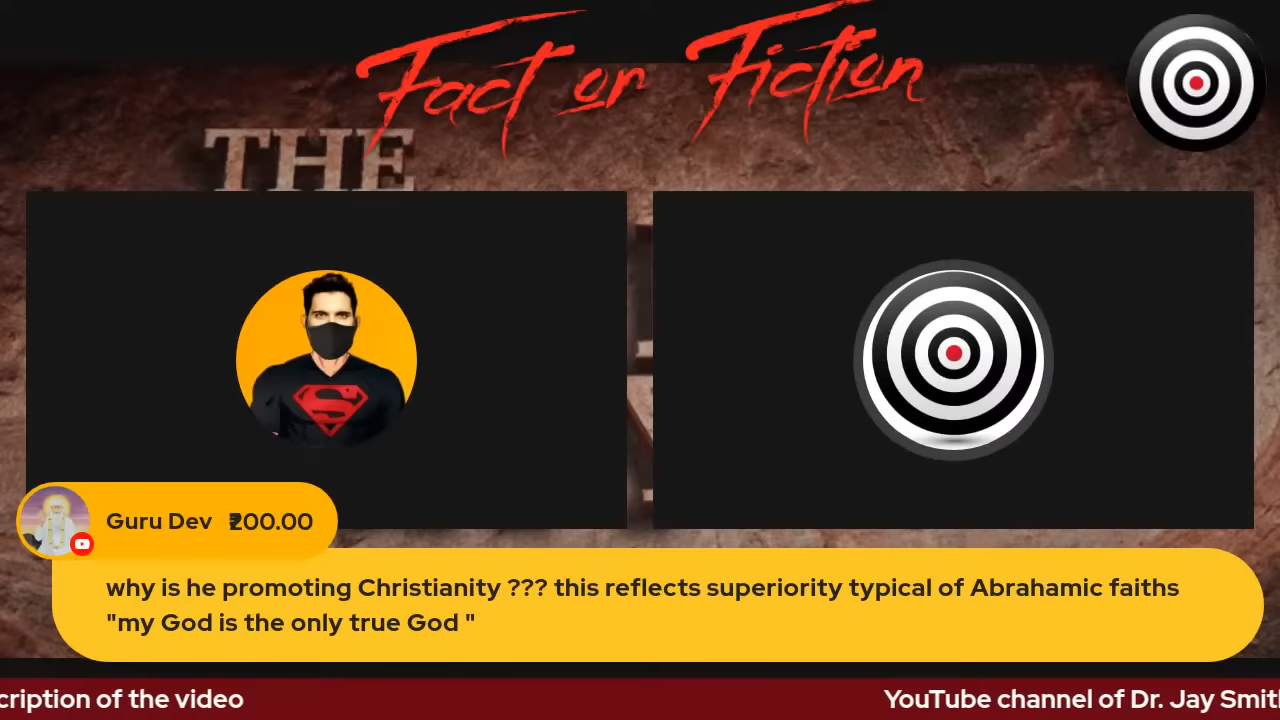 Fact or Fiction
THE
Guru Dev ₹200.00
why is he promoting Christianity ??? this reflects superiority typical of Abrahamic faiths
"my God is the only true God "
cription of the video
YouTube channel of Dr. Jay Smit